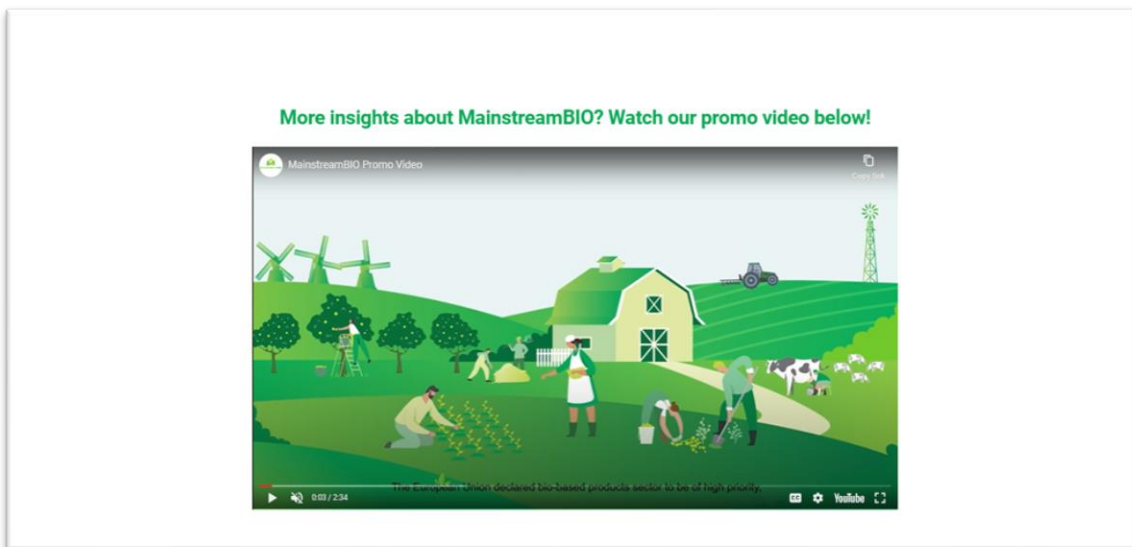 More insights about MainstreamBIO? Watch our promo video below!
MainstreamBIO Promo Video
Copy link
The European Union declared bio-based products sector to be of high priority.
0:03 / 2:34
CC
YouTube